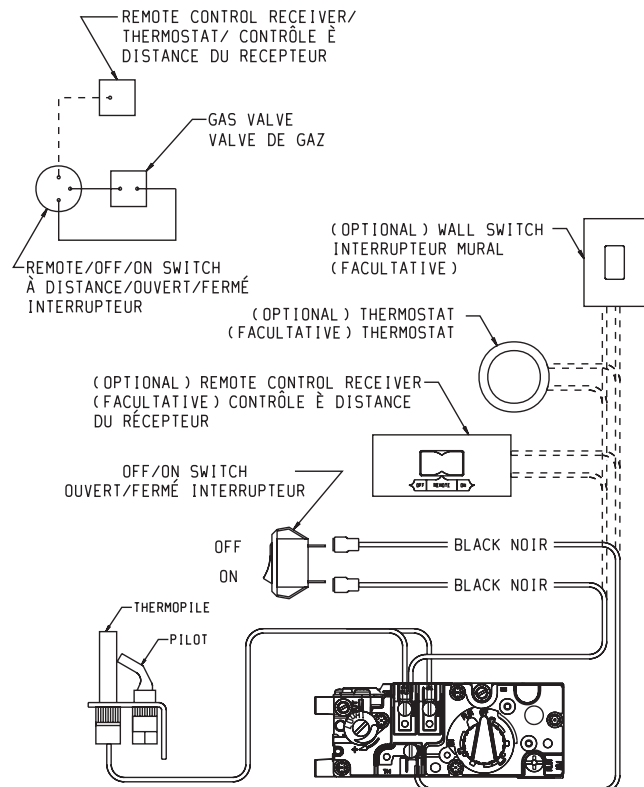 REMOTE CONTROL RECEIVER/
THERMOSTAT/ CONTRÔLE È
DISTANCE DU RECEPTEUR
GAS VALVE
VALVE DE GAZ
REMOTE/OFF/ON SWITCH
À DISTANCE/OUVERT/FERMÉ
INTERRUPTEUR
(OPTIONAL) WALL SWITCH
INTERRUPTEUR MURAL
(FACULTATIVE)
(OPTIONAL) THERMOSTAT
(FACULTATIVE) THERMOSTAT
(OPTIONAL) REMOTE CONTROL RECEIVER
(FACULTATIVE) CONTRÔLE È DISTANCE
DU RÉCEPTEUR
OFF REMOTE ON
OFF/ON SWITCH
OUVERT/FERMÉ INTERRUPTEUR
OFF
BLACK NOIR
ON
BLACK NOIR
THERMOPILE
PILOT